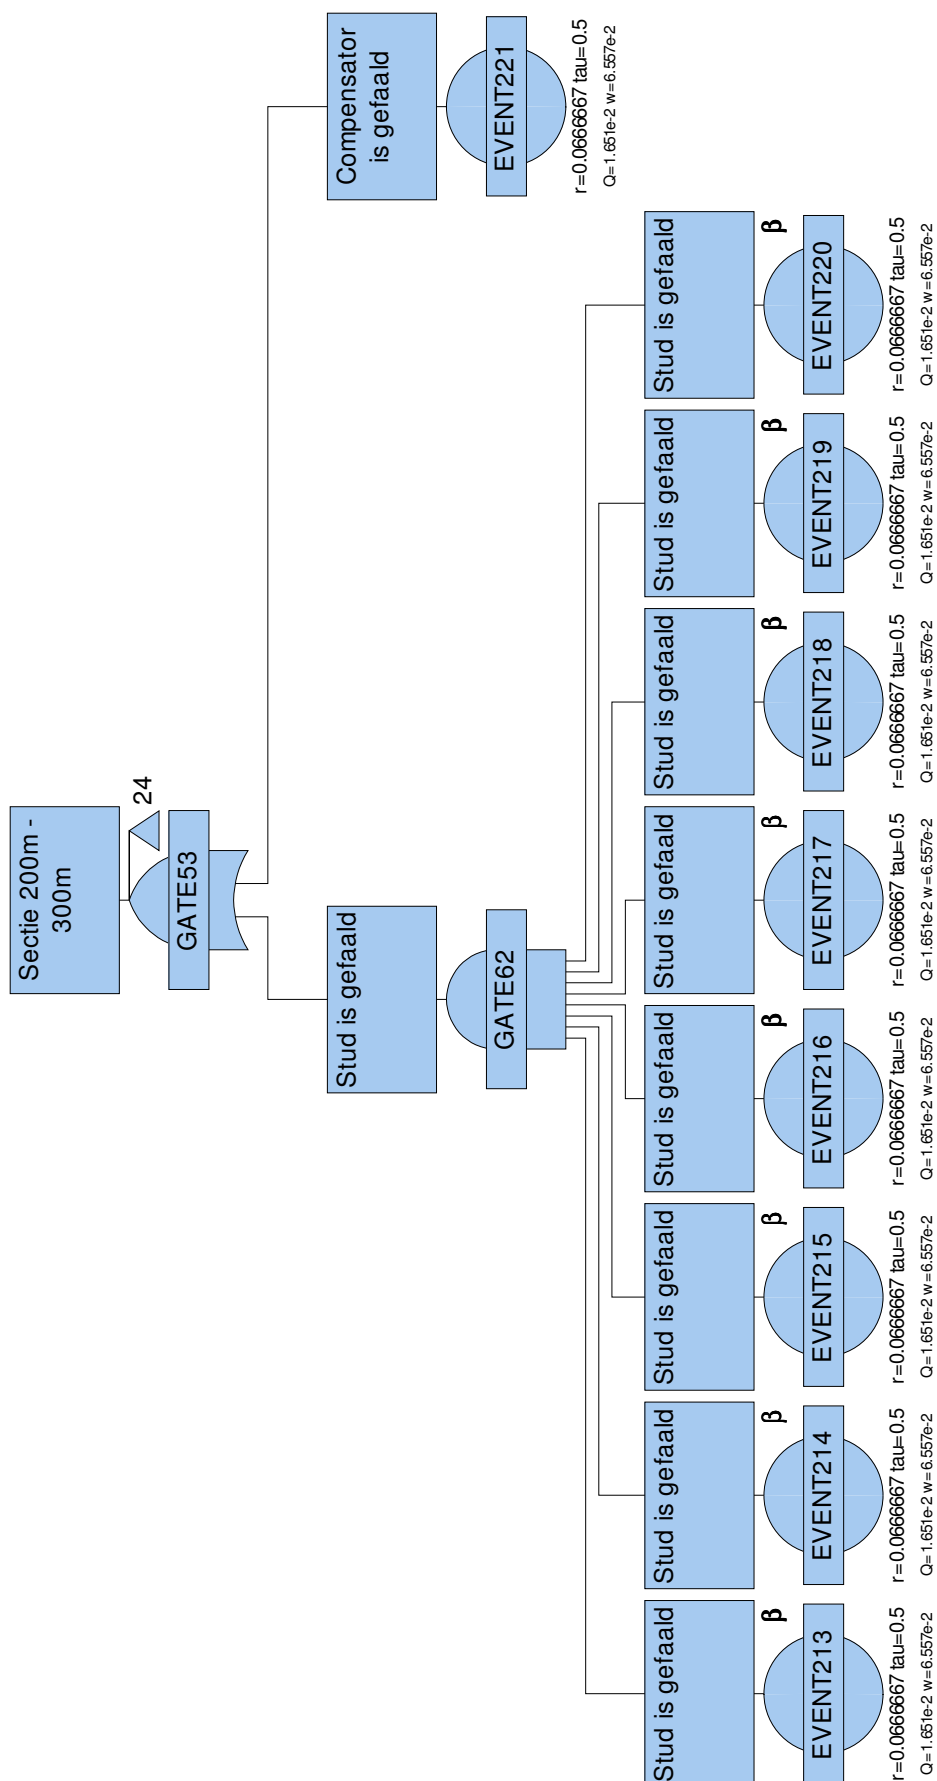 Sectie 200m -
300m
24
GATE53
Stud is gefaald
GATE62
Compensator
is gefaald
EVENT221
r=0.0666667 tau=0.5
Q=1.651e-2 w=6.557e-2
Stud is gefaald
β
EVENT213
r=0.0666667 tau=0.5
Q=1.651e-2 w=6.557e-2
Stud is gefaald
β
EVENT214
r=0.0666667 tau=0.5
Q=1.651e-2 w=6.557e-2
Stud is gefaald
β
EVENT215
r=0.0666667 tau=0.5
Q=1.651e-2 w=6.557e-2
Stud is gefaald
β
EVENT216
r=0.0666667 tau=0.5
Q=1.651e-2 w=6.557e-2
Stud is gefaald
β
EVENT217
r=0.0666667 tau=0.5
Q=1.651e-2 w=6.557e-2
Stud is gefaald
β
EVENT218
r=0.0666667 tau=0.5
Q=1.651e-2 w=6.557e-2
Stud is gefaald
β
EVENT219
r=0.0666667 tau=0.5
Q=1.651e-2 w=6.557e-2
Stud is gefaald
β
EVENT220
r=0.0666667 tau=0.5
Q=1.651e-2 w=6.557e-2